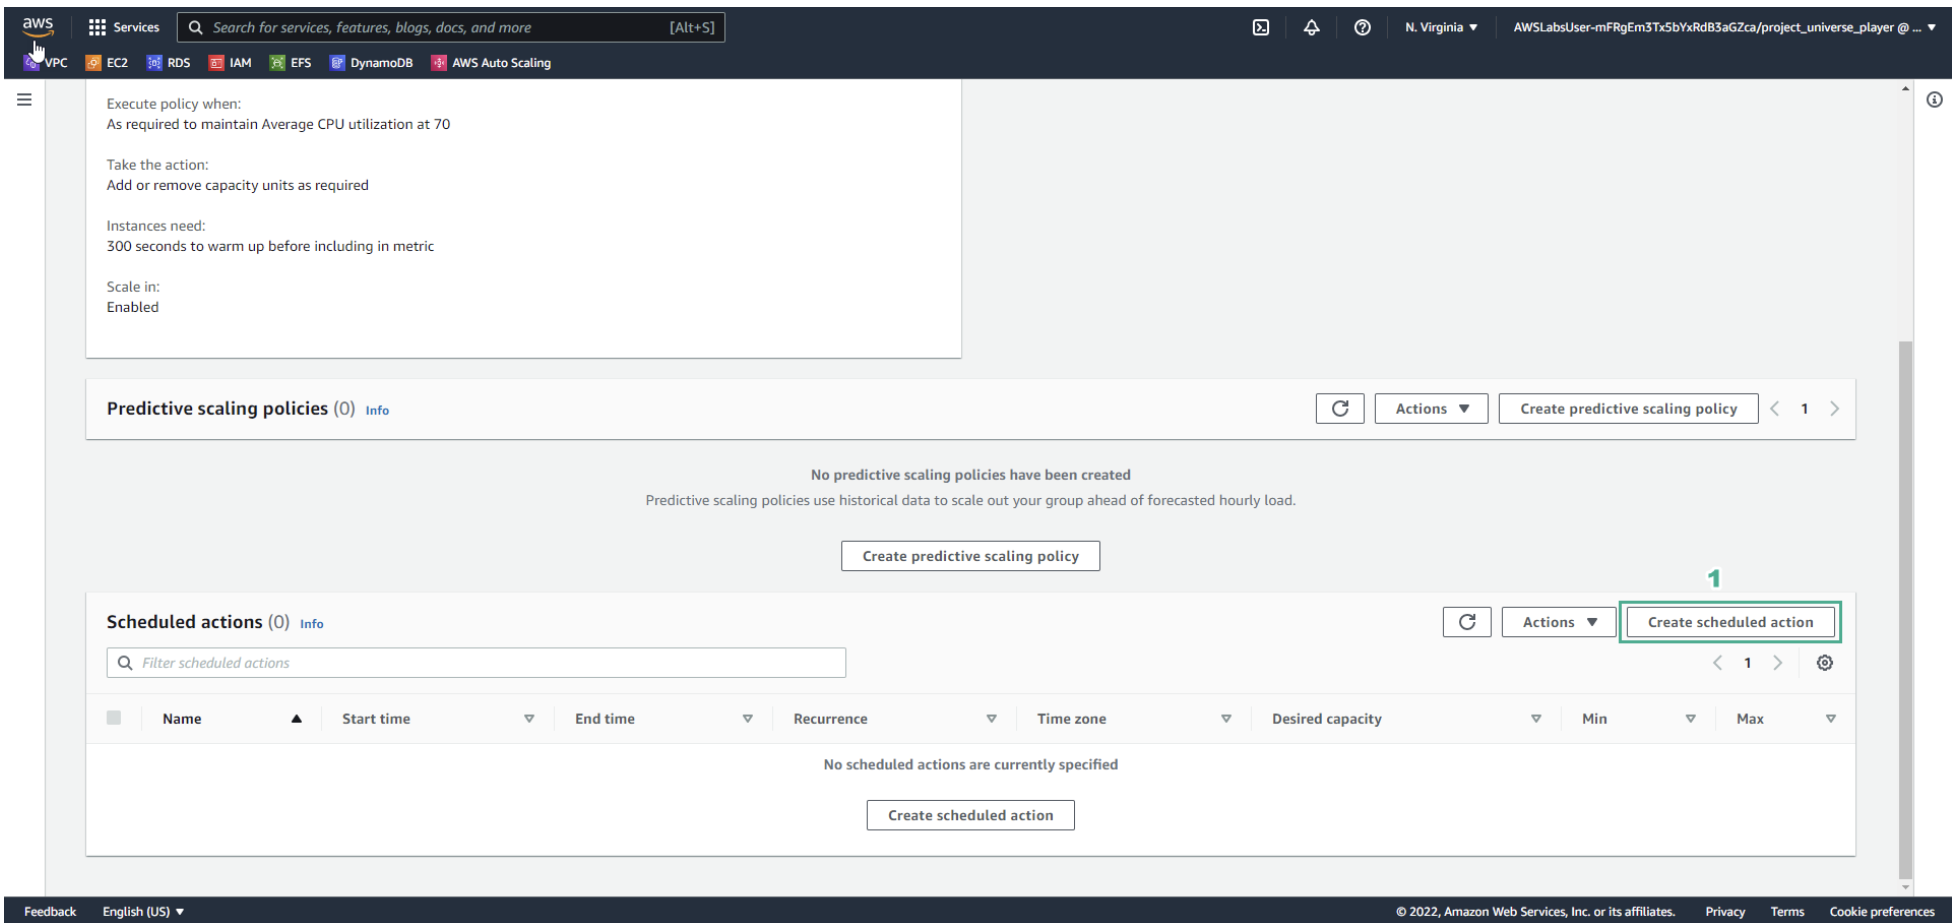 aws
Services
Search for services, features, blogs, docs, and more [Alt+S]
N. Virginia ▼
AWSLabsUser-mFRgEm3Tx5bYxRdB3aGZca/project_universe_player @ ... ▼
VPC EC2 RDS IAM EFS DynamoDB AWS Auto Scaling
Execute policy when:
As required to maintain Average CPU utilization at 70
Take the action:
Add or remove capacity units as required
Instances need:
300 seconds to warm up before including in metric
Scale in:
Enabled
Predictive scaling policies (0) Info
Actions ▼ Create predictive scaling policy < 1 >
No predictive scaling policies have been created
Predictive scaling policies use historical data to scale out your group ahead of forecasted hourly load.
Create predictive scaling policy
1
Scheduled actions (0) Info
Actions ▼ Create scheduled action
Filter scheduled actions
< 1 >
Name Start time End time Recurrence Time zone Desired capacity Min Max
No scheduled actions are currently specified
Create scheduled action
Feedback English (US) ▼
© 2022, Amazon Web Services, Inc. or its affiliates. Privacy Terms Cookie preferences